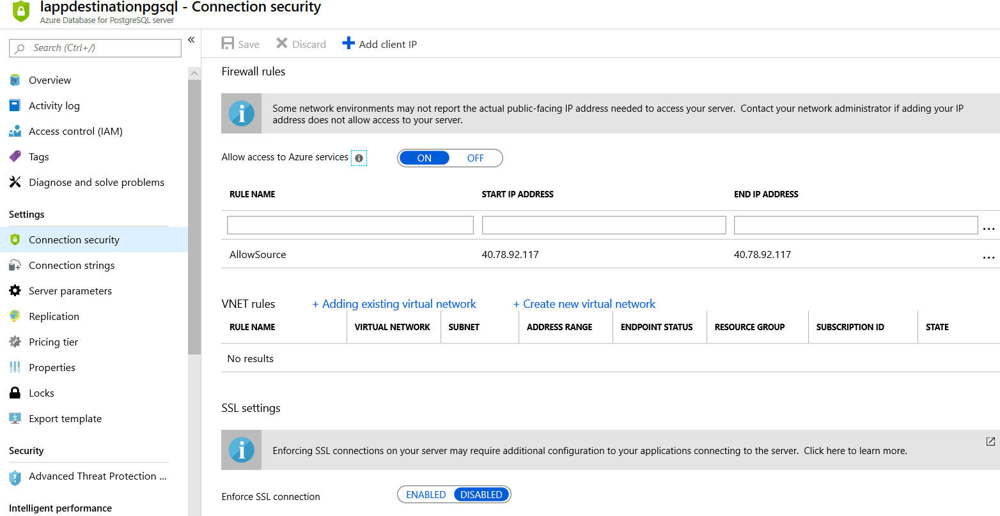 lappdestinationpgsql - Connection security
Azure Database for PostgreSQL server
Search (Ctrl+/)
«
Overview
Activity log
Access control (IAM)
Tags
Diagnose and solve problems
Settings
Connection security
Connection strings
Server parameters
Replication
Pricing tier
Properties
Locks
Export template
Security
Advanced Threat Protection ...
Intelligent performance
Save Discard Add client IP
Firewall rules
Some network environments may not report the actual public-facing IP address needed to access your server. Contact your network administrator if adding your IP
address does not allow access to your server.
Allow access to Azure services ON OFF
RULE NAME START IP ADDRESS END IP ADDRESS
...
AllowSource 40.78.92.117 40.78.92.117 ...
VNET rules + Adding existing virtual network + Create new virtual network
RULE NAME VIRTUAL NETWORK SUBNET ADDRESS RANGE ENDPOINT STATUS RESOURCE GROUP SUBSCRIPTION ID STATE
No results
SSL settings
Enforcing SSL connections on your server may require additional configuration to your applications connecting to the server. Click here to learn more.
Enforce SSL connection ENABLED DISABLED